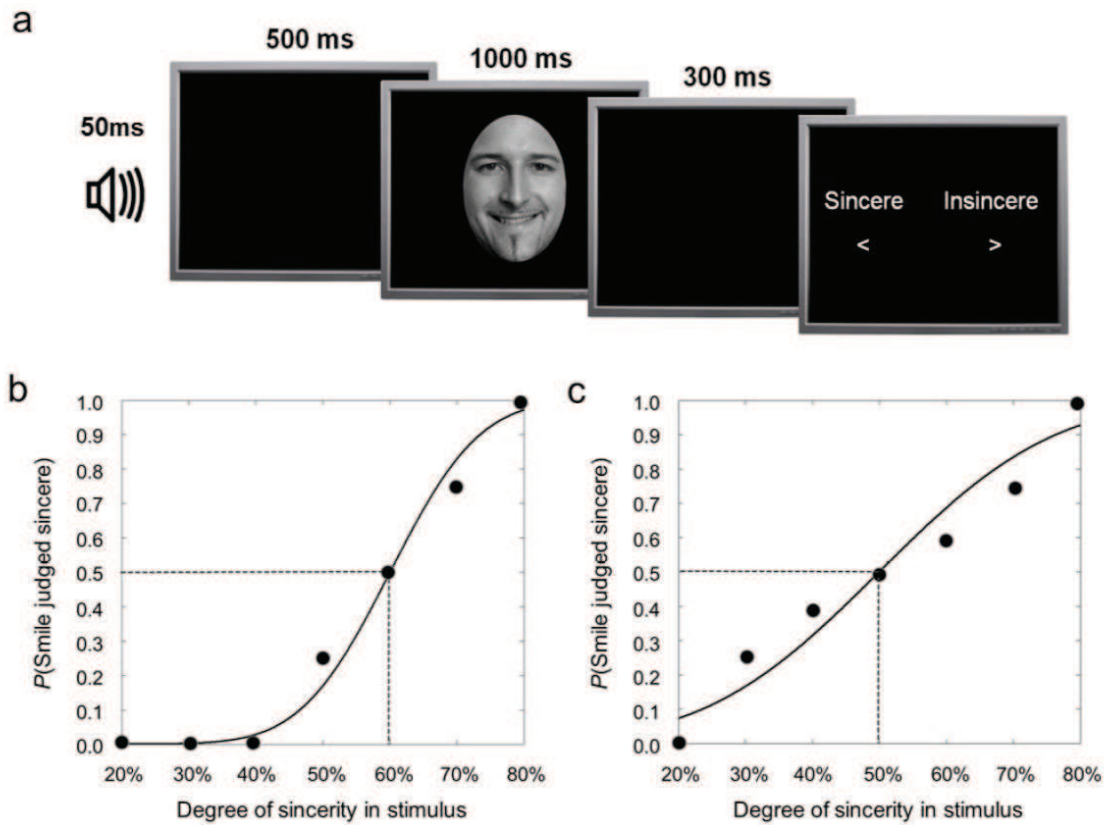 a
500 ms
1000 ms
300 ms
50ms
Sincere Insincere
< >
b
1.0
0.9
0.8
0.7
0.6
0.5
0.4
0.3
0.2
0.1
0.0
P(Smile judged sincere)
20% 30% 40% 50% 60% 70% 80%
Degree of sincerity in stimulus
c
1.0
0.9
0.8
0.7
0.6
0.5
0.4
0.3
0.2
0.1
0.0
P(Smile judged sincere)
20% 30% 40% 50% 60% 70% 80%
Degree of sincerity in stimulus